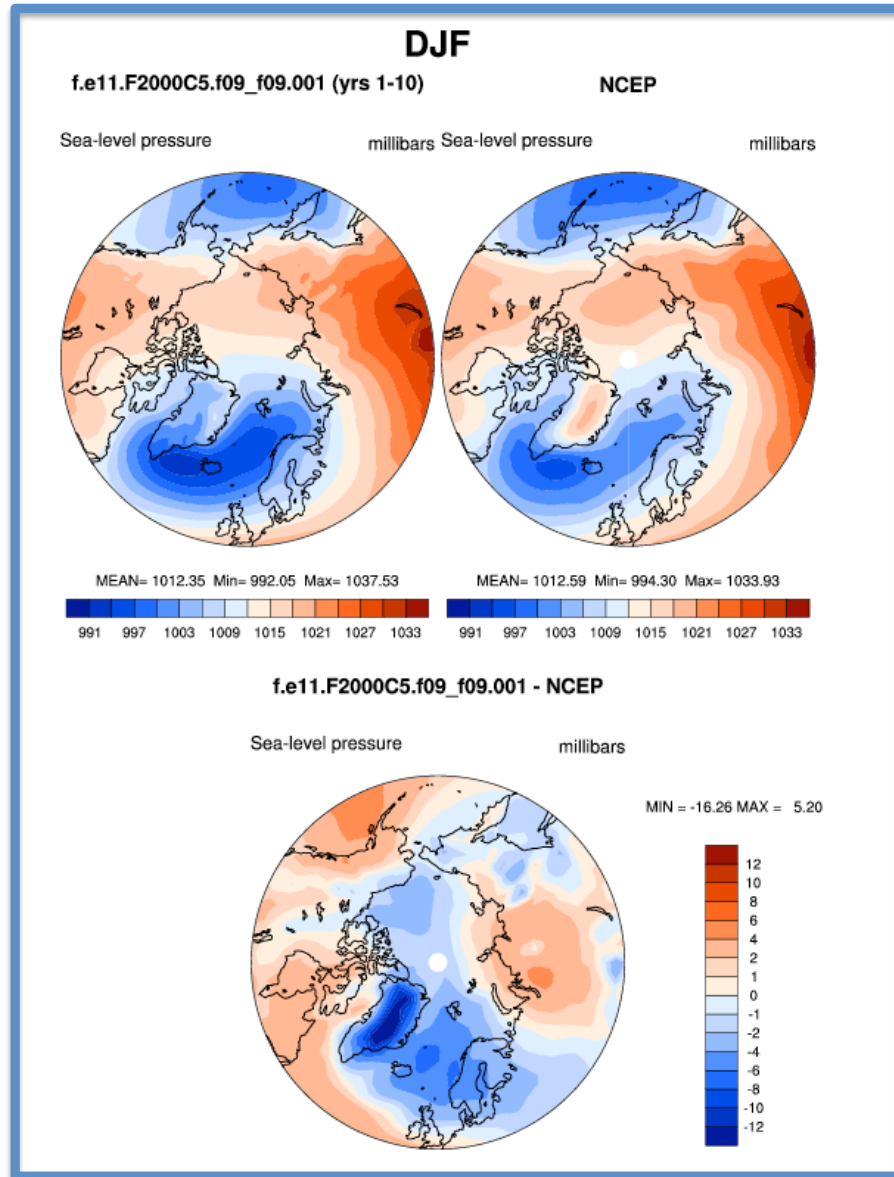 DJF
f.e11.F2000C5.f09_f09.001 (yrs 1-10) NCEP
Sea-level pressure millibars Sea-level pressure millibars
MEAN= 1012.35 Min= 992.05 Max= 1037.53 MEAN= 1012.59 Min= 994.30 Max= 1033.93
991 997 1003 1009 1015 1021 1027 1033 991 997 1003 1009 1015 1021 1027 1033
f.e11.F2000C5.f09_f09.001 - NCEP
Sea-level pressure millibars
MIN = -16.26 MAX = 5.20
12
10
8
6
4
2
1
0
-1
-2
-4
-6
-8
-10
-12